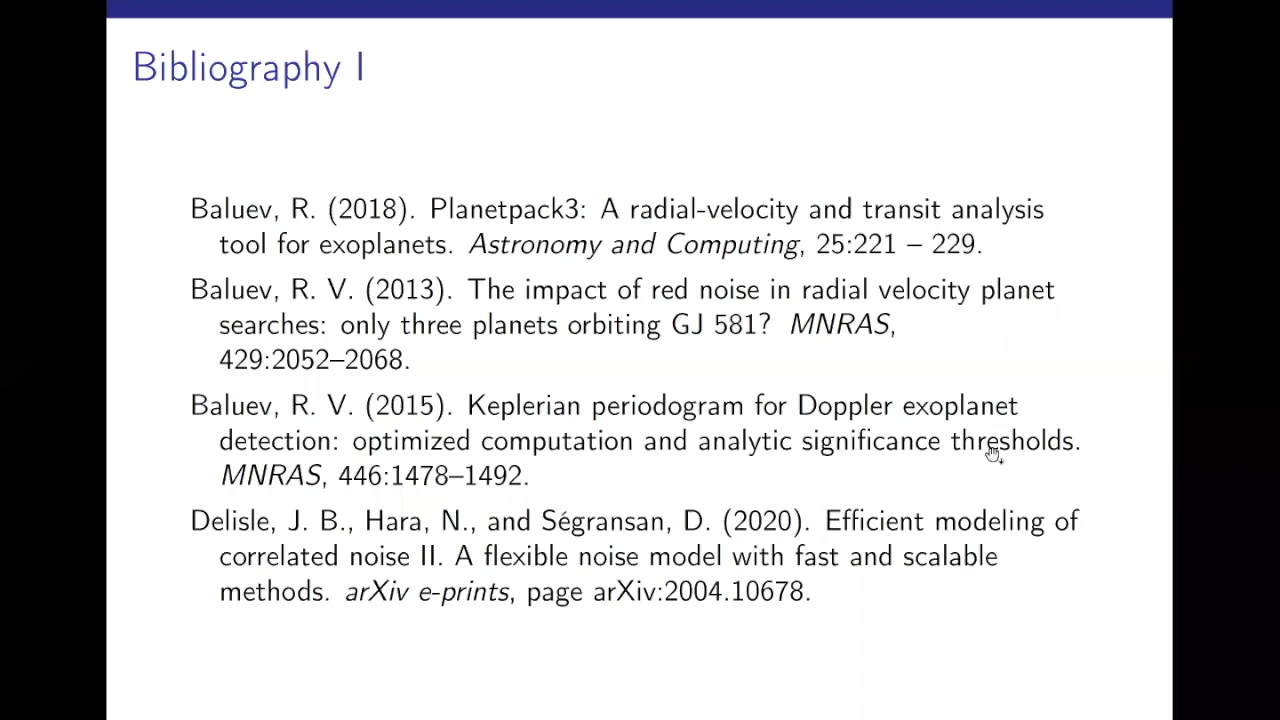 Bibliography I
Baluev, R. (2018). Planetpack3: A radial-velocity and transit analysis
tool for exoplanets. Astronomy and Computing, 25:221 – 229.
Baluev, R. V. (2013). The impact of red noise in radial velocity planet
searches: only three planets orbiting GJ 581? MNRAS,
429:2052–2068.
Baluev, R. V. (2015). Keplerian periodogram for Doppler exoplanet
detection: optimized computation and analytic significance thresholds.
MNRAS, 446:1478–1492.
Delisle, J. B., Hara, N., and Ségransan, D. (2020). Efficient modeling of
correlated noise II. A flexible noise model with fast and scalable
methods. arXiv e-prints, page arXiv:2004.10678.